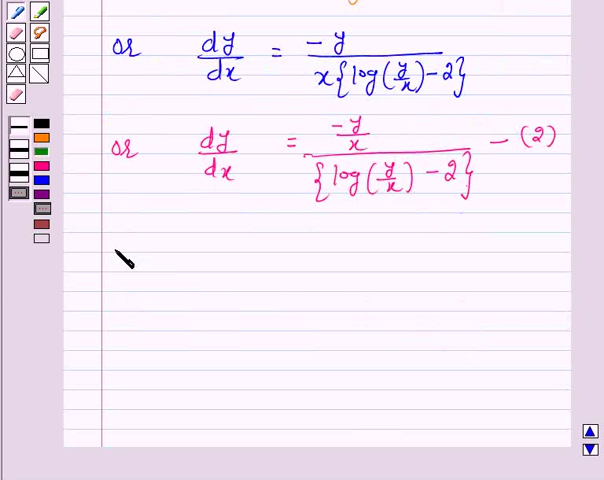 or dy/dx = -y / x{log(y/x)-2}
or dy/dx = -y/x / {log(y/x)-2} - (2)